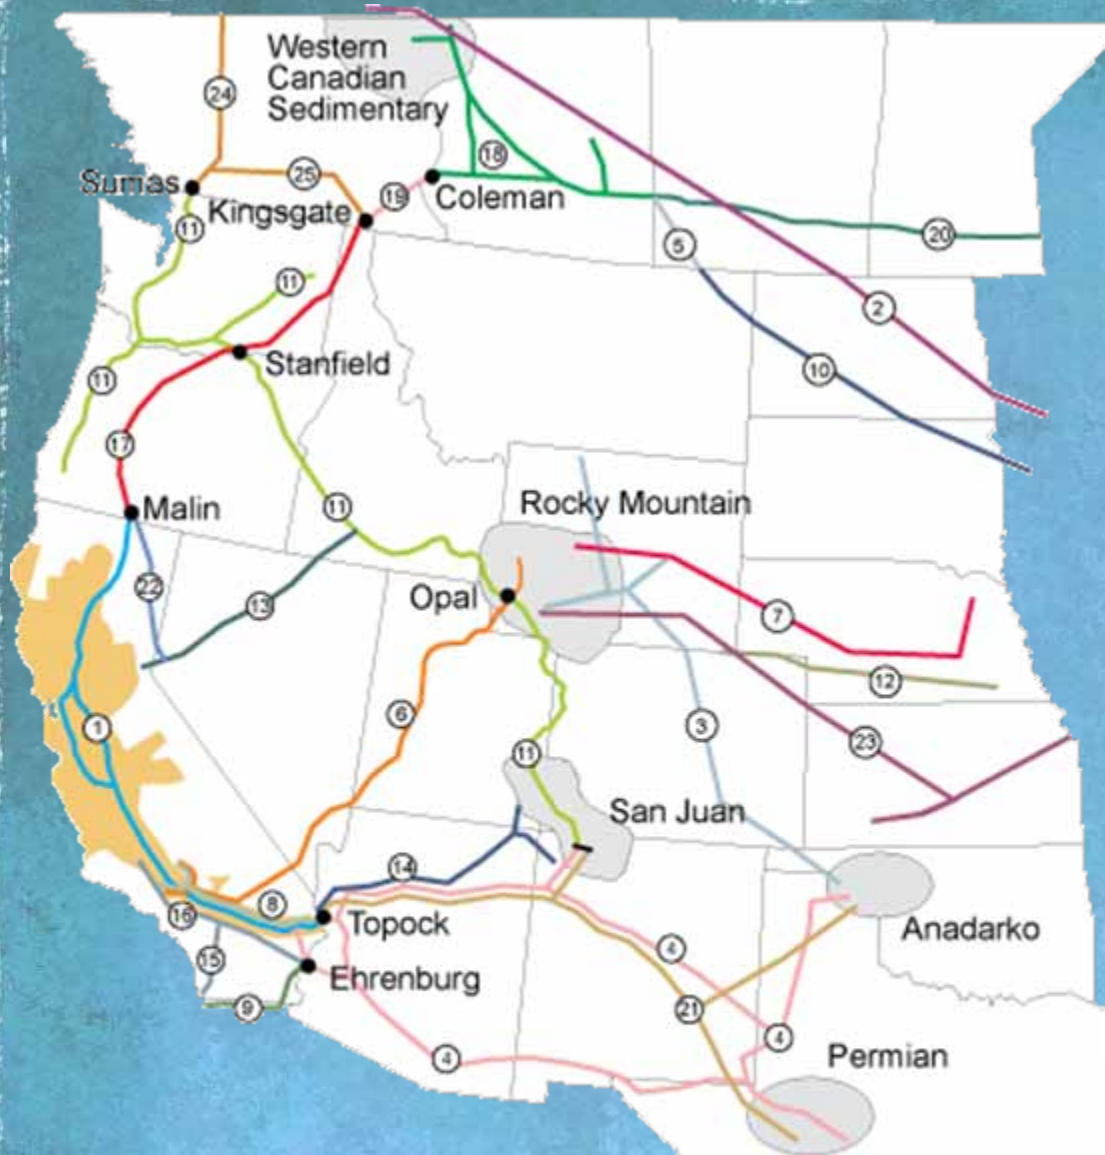 Western
Canadian
Sedimentary
24
18
25
Sumas
19
Coleman
Kingsgate
11
20
5
11
2
Stanfield
10
11
17
Rocky Mountain
Malin
11
22
Opal
13
7
12
6
1
3
23
11
San Juan
14
8
16
Topock
Anadarko
4
15
Ehrenburg
9
21
4
4
Permian